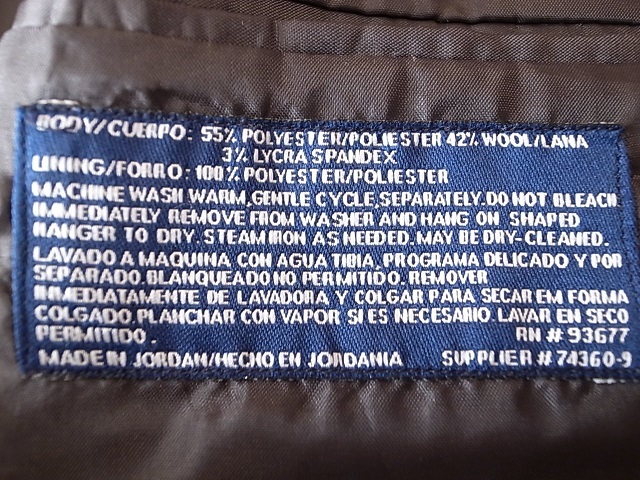 BODY/CUERPO: 55% POLYESTER/POLIESTER 42% WOOL/LANA
3% LYCRA SPANDEX
LINING/FORRO: 100% POLYESTER/POLIESTER
MACHINE WASH WARM, GENTLE CYCLE, SEPARATELY. DO NOT BLEACH
IMMEDIATELY REMOVE FROM WASHER AND HANG ON SHAPED
HANGER TO DRY. STEAM IRON AS NEEDED, MAY BE DRY-CLEANED.
LAVADO A MAQUINA, CON AGUA TIBIA, PROGRAMA DELICADO Y POR
SEPARADO. BLANQUEADO NO PERMITIDO. REMOVER
INMEDIATAMENTE DE LAVADORA Y COLGAR PARA SECAR EM FORMA
COLGADO. PLANCHAR CON VAPOR SI ES NECESARIO. LAVAR EN SECO
PERMITIDO. RN # 93677
MADE IN JORDAN/HECHO EN JORDANIA SUPPLIER # 74360-9